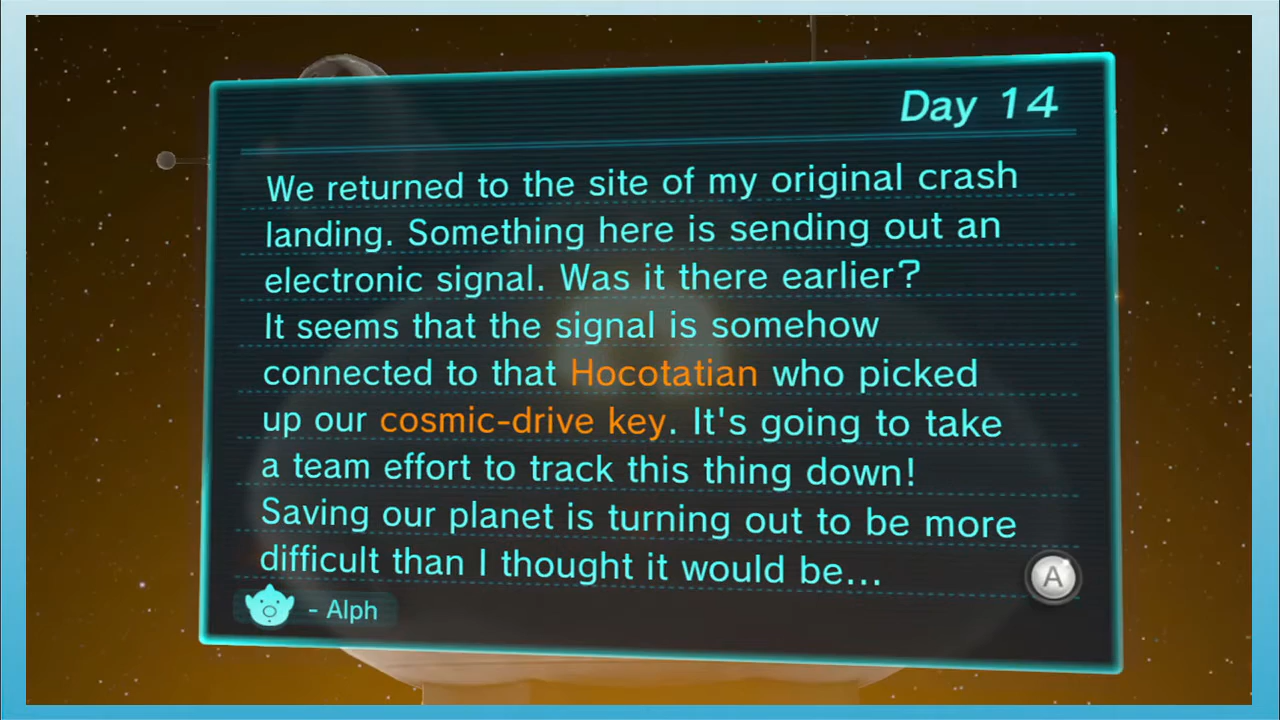 Day 14
We returned to the site of my original crash
landing. Something here is sending out an
electronic signal. Was it there earlier?
It seems that the signal is somehow
connected to that Hocotatian who picked
up our cosmic-drive key. It's going to take
a team effort to track this thing down!
Saving our planet is turning out to be more
difficult than I thought it would be...
A
- Alph